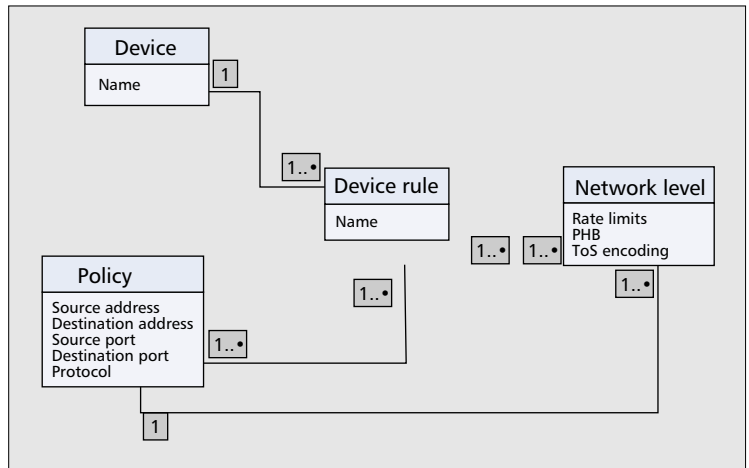 Device
Name
1
1..•
Device rule
Name
Network level
Rate limits
PHB
ToS encoding
1..•
1..•
1..•
1..•
Policy
Source address
Destination address
Source port
Destination port
Protocol
1..•
1